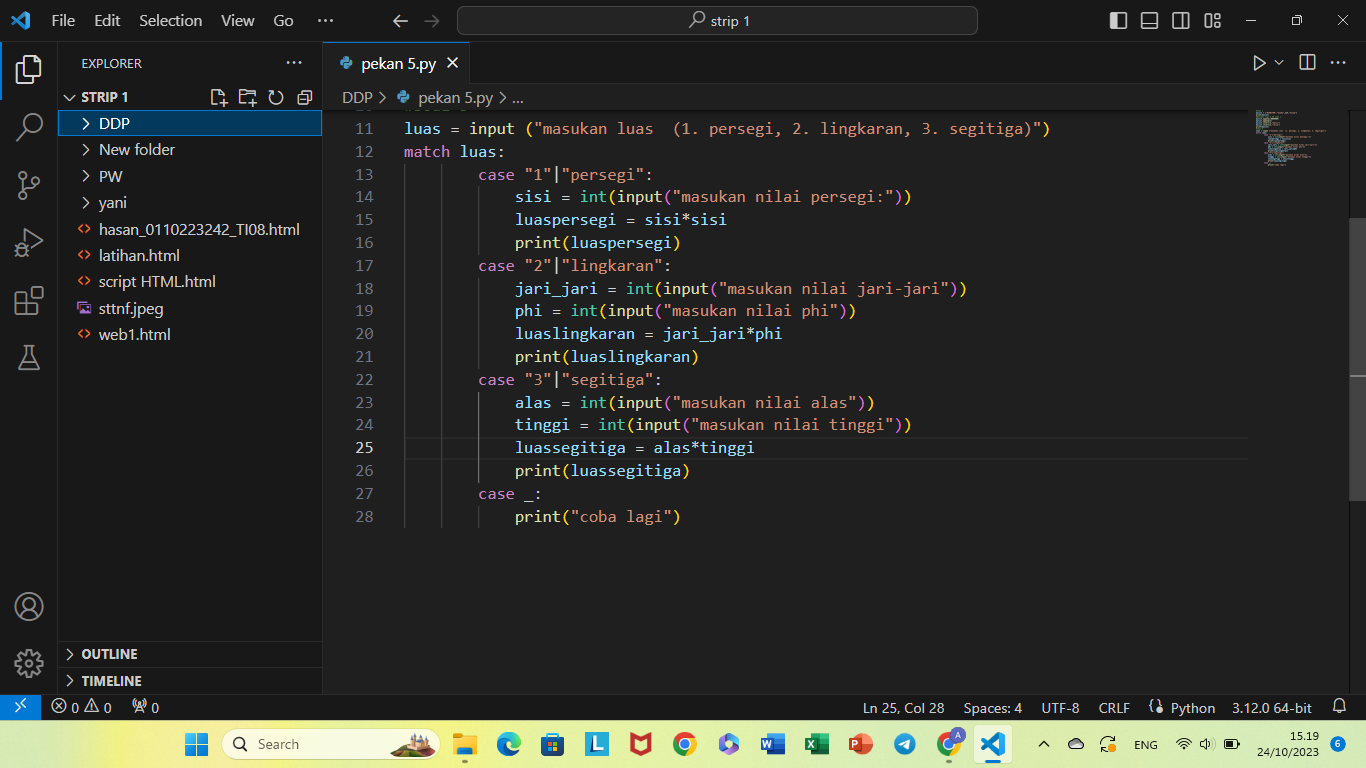 File Edit Selection View Go ··· strip 1
EXPLORER ···
STRIP 1
DDP
New folder
PW
yani
hasan_0110223242_TI08.html
latihan.html
script HTML.html
sttnf.jpeg
web1.html
OUTLINE
TIMELINE
pekan 5.py
DDP > pekan 5.py > ...
11 luas = input ("masukan luas  (1. persegi, 2. lingkaran, 3. segitiga)")
12 match luas:
13 case "1"|"persegi":
14 sisi = int(input("masukan nilai persegi:"))
15 luaspersegi = sisi*sisi
16 print(luaspersegi)
17 case "2"|"lingkaran":
18 jari_jari = int(input("masukan nilai jari-jari"))
19 phi = int(input("masukan nilai phi"))
20 luaslingkaran = jari_jari*phi
21 print(luaslingkaran)
22 case "3"|"segitiga":
23 alas = int(input("masukan nilai alas"))
24 tinggi = int(input("masukan nilai tinggi"))
25 luassegitiga = alas*tinggi
26 print(luassegitiga)
27 case _:
28 print("coba lagi")
0 0 0 Ln 25, Col 28 Spaces: 4 UTF-8 CRLF Python 3.12.0 64-bit
Search L W X P A ENG 15.19 6
24/10/2023